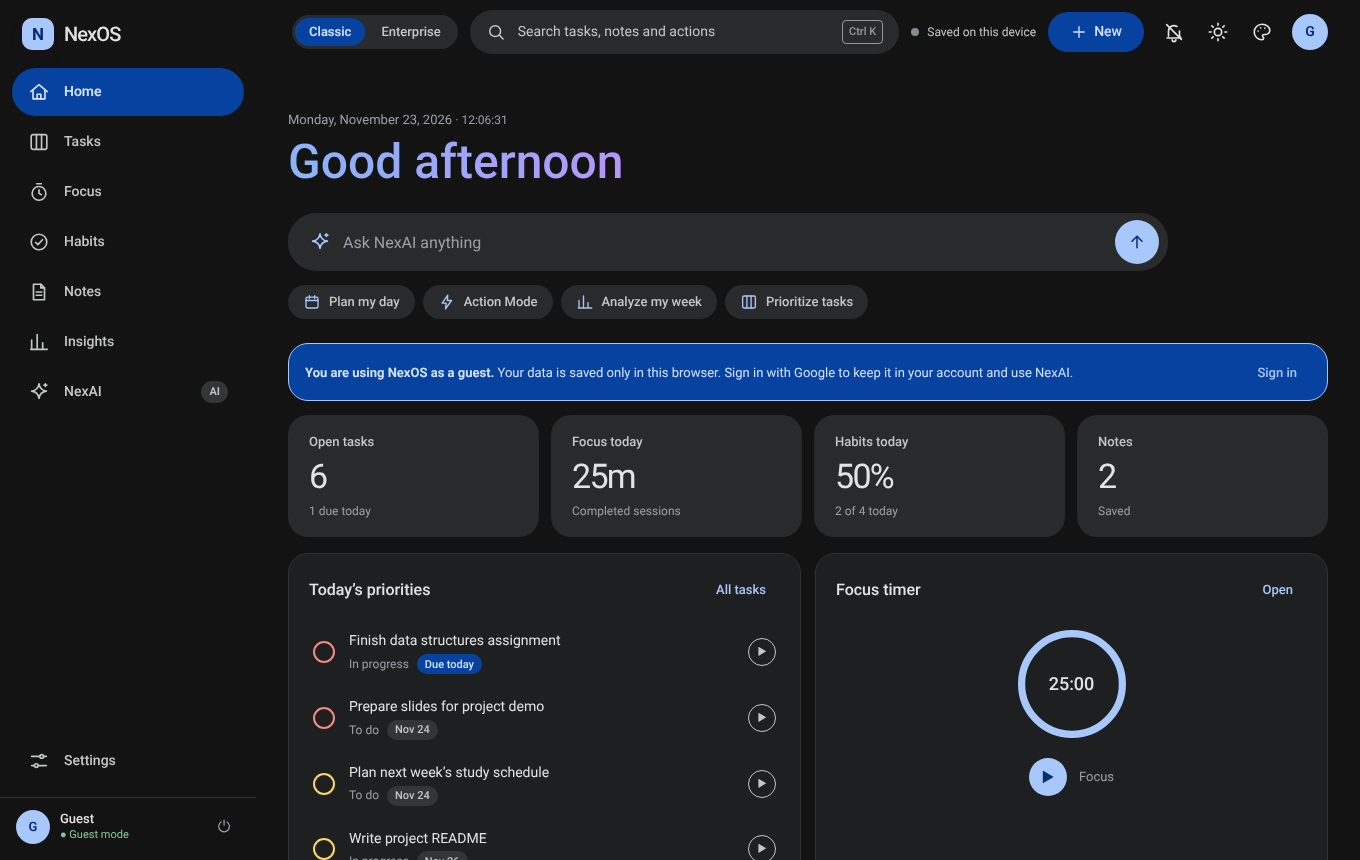 N NexOS
Classic Enterprise
Search tasks, notes and actions Ctrl K
Saved on this device
New
G
Home
Tasks
Focus
Habits
Notes
Insights
NexAI AI
Settings
G Guest
Guest mode
Monday, November 23, 2026 · 12:06:31
Good afternoon
Ask NexAI anything
Plan my day Action Mode Analyze my week Prioritize tasks
You are using NexOS as a guest. Your data is saved only in this browser. Sign in with Google to keep it in your account and use NexAI. Sign in
Open tasks
6
1 due today
Focus today
25m
Completed sessions
Habits today
50%
2 of 4 today
Notes
2
Saved
Today’s priorities All tasks
Finish data structures assignment
In progress Due today
Prepare slides for project demo
To do Nov 24
Plan next week’s study schedule
To do Nov 24
Write project README
In progress Nov 26
Focus timer Open
25:00
Focus